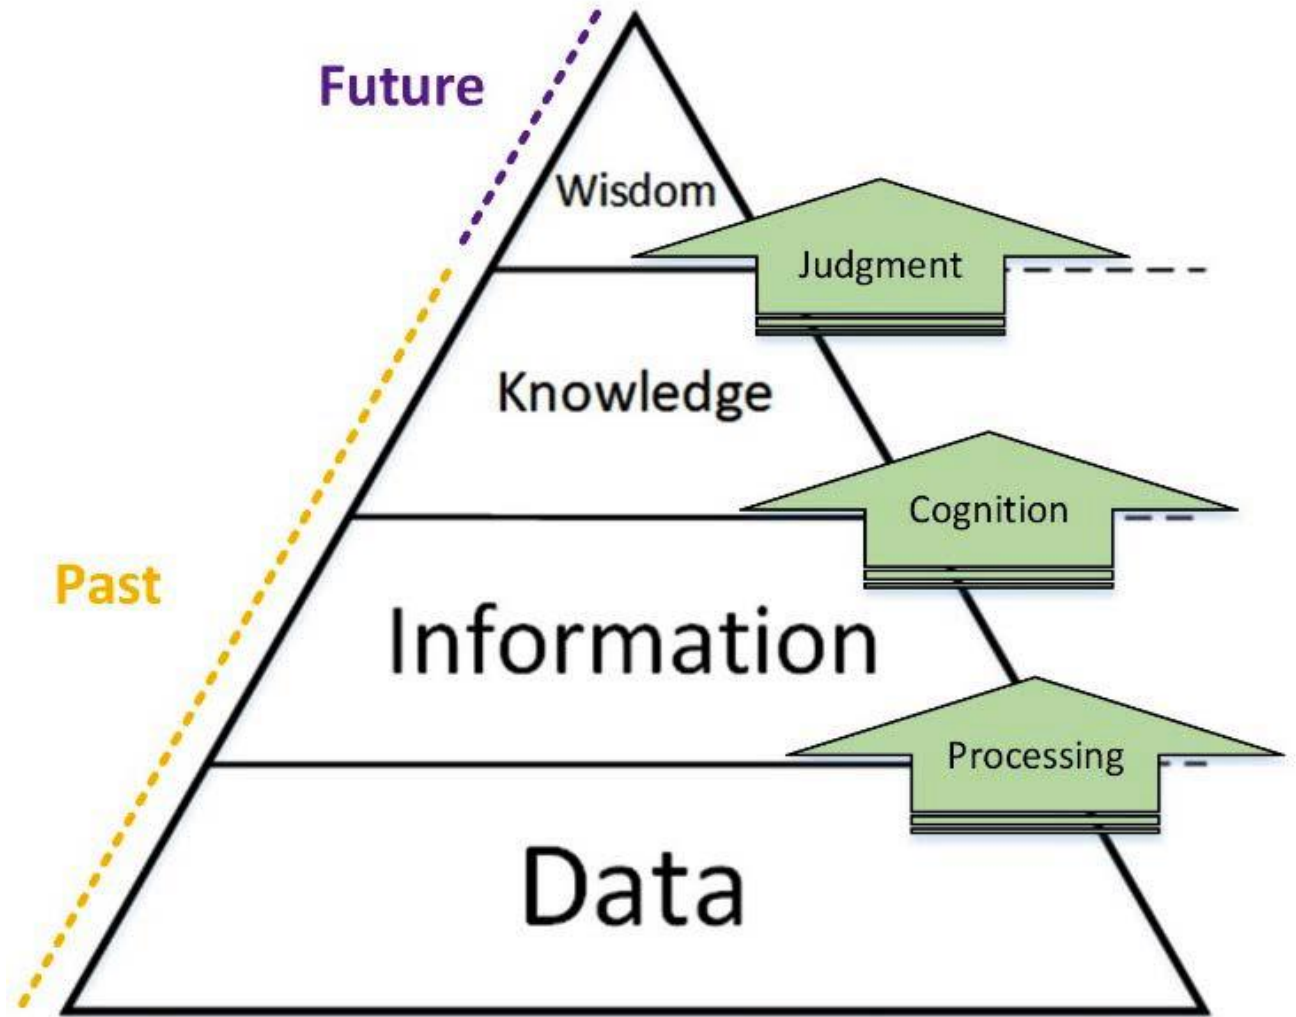 Future
Wisdom
Judgment
Knowledge
Cognition
Past
Information
Processing
Data